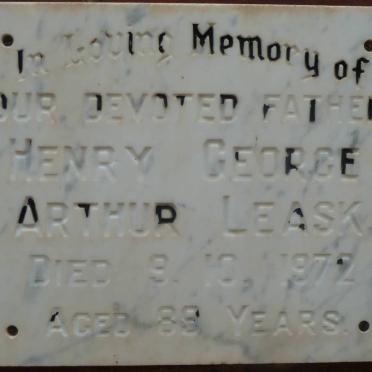 In Loving Memory of
OUR DEVOTED FATHER
HENRY GEORGE
ARTHUR LEASK
DIED 9. 10. 1972
AGED 89 YEARS.